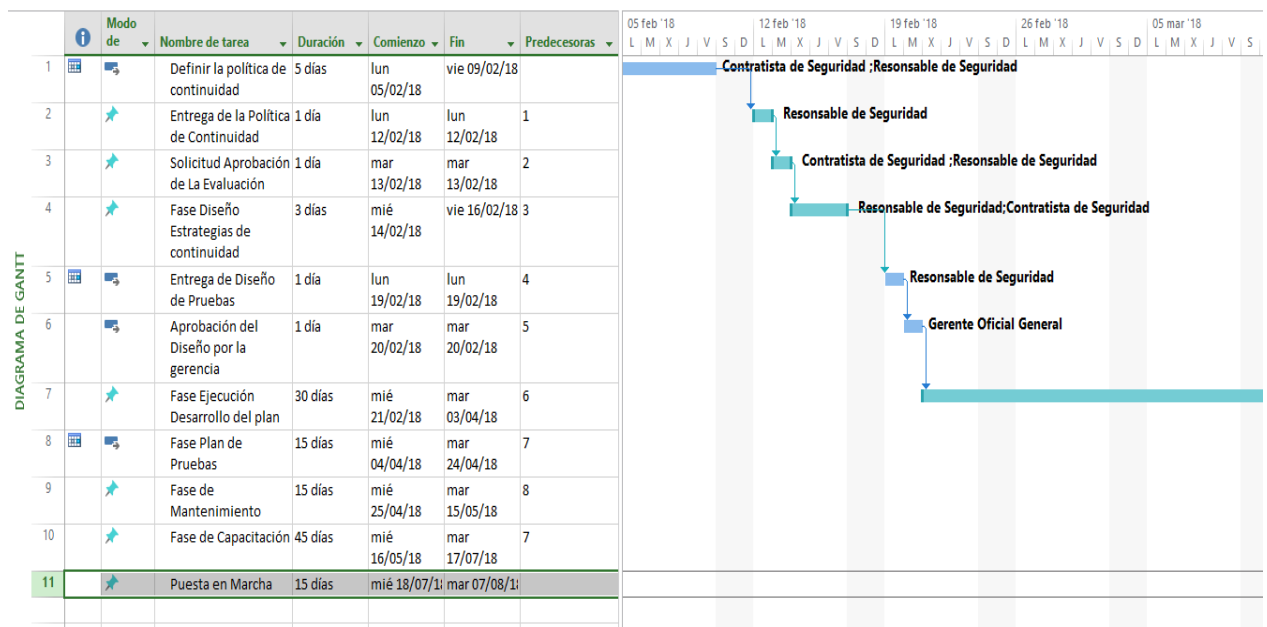 05 feb '18 12 feb '18 19 feb '18 26 feb '18 05 mar '18
L M X J V S D L M X J V S D L M X J V S D L M X J V S D L M X J V S
Modo
de Nombre de tarea Duración Comienzo Fin Predecesoras
1 Definir la política de 5 días lun vie 09/02/18
continuidad 05/02/18
Contratista de Seguridad ;Resonsable de Seguridad
2 Entrega de la Política 1 día lun lun 1
de Continuidad 12/02/18 12/02/18
Resonsable de Seguridad
3 Solicitud Aprobación 1 día mar mar 2
de La Evaluación 13/02/18 13/02/18
Contratista de Seguridad ;Resonsable de Seguridad
4 Fase Diseño 3 días mié vie 16/02/18 3
Estrategias de 14/02/18
continuidad
Resonsable de Seguridad;Contratista de Seguridad
5 Entrega de Diseño 1 día lun lun 4
de Pruebas 19/02/18 19/02/18
Resonsable de Seguridad
6 Aprobación del 1 día mar mar 5
Diseño por la 20/02/18 20/02/18
gerencia
Gerente Oficial General
7 Fase Ejecución 30 días mié mar 6
Desarrollo del plan 21/02/18 03/04/18
8 Fase Plan de 15 días mié mar 7
Pruebas 04/04/18 24/04/18
9 Fase de 15 días mié mar 8
Mantenimiento 25/04/18 15/05/18
10 Fase de Capacitación 45 días mié mar 7
16/05/18 17/07/18
11 Puesta en Marcha 15 días mié 18/07/1 mar 07/08/1
DIAGRAMA DE GANTT